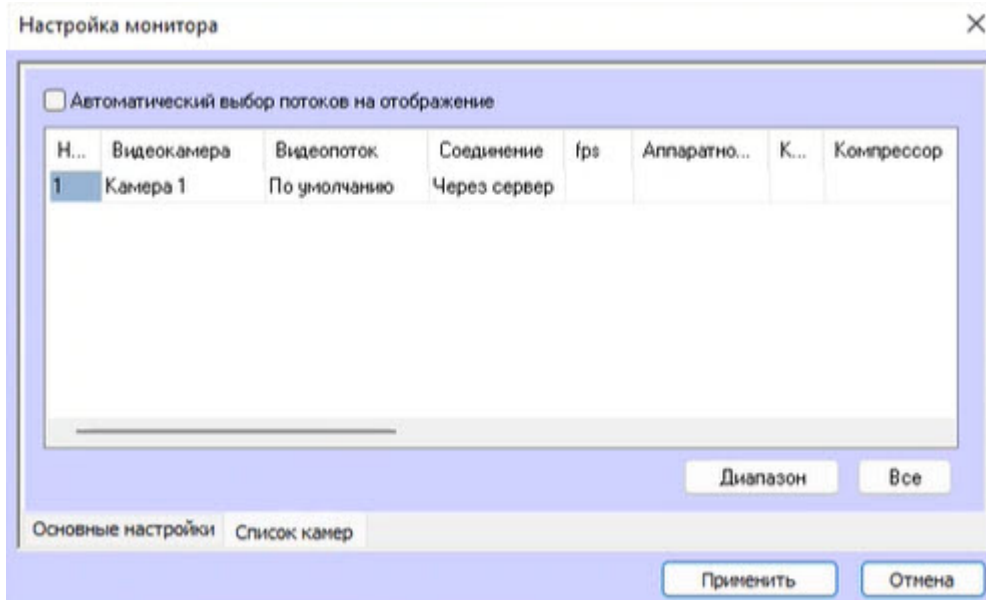 Настройка монитора
Автоматический выбор потоков на отображение
Н... Видеокамера Видеопоток Соединение fps Аппаратно... К... Компрессор
1 Камера 1 По умолчанию Через сервер
Диапазон Все
Основные настройки Список камер
Применить Отмена